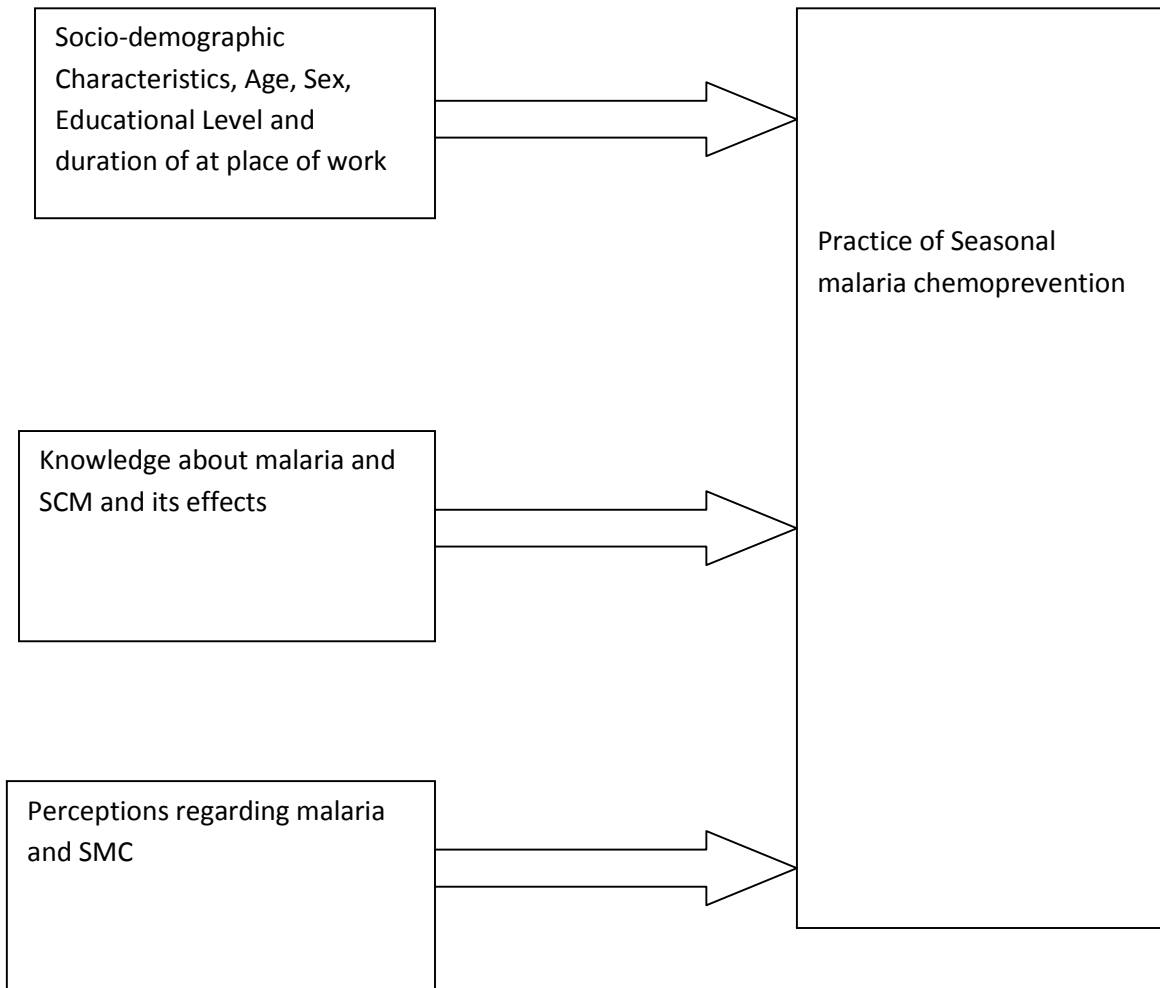 Socio-demographic
Characteristics, Age, Sex,
Educational Level and
duration of at place of work
Practice of Seasonal
malaria chemoprevention
Knowledge about malaria and
SCM and its effects
Perceptions regarding malaria
and SMC